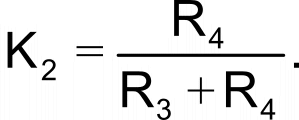 K₂ = R₄ / (R₃ + R₄).